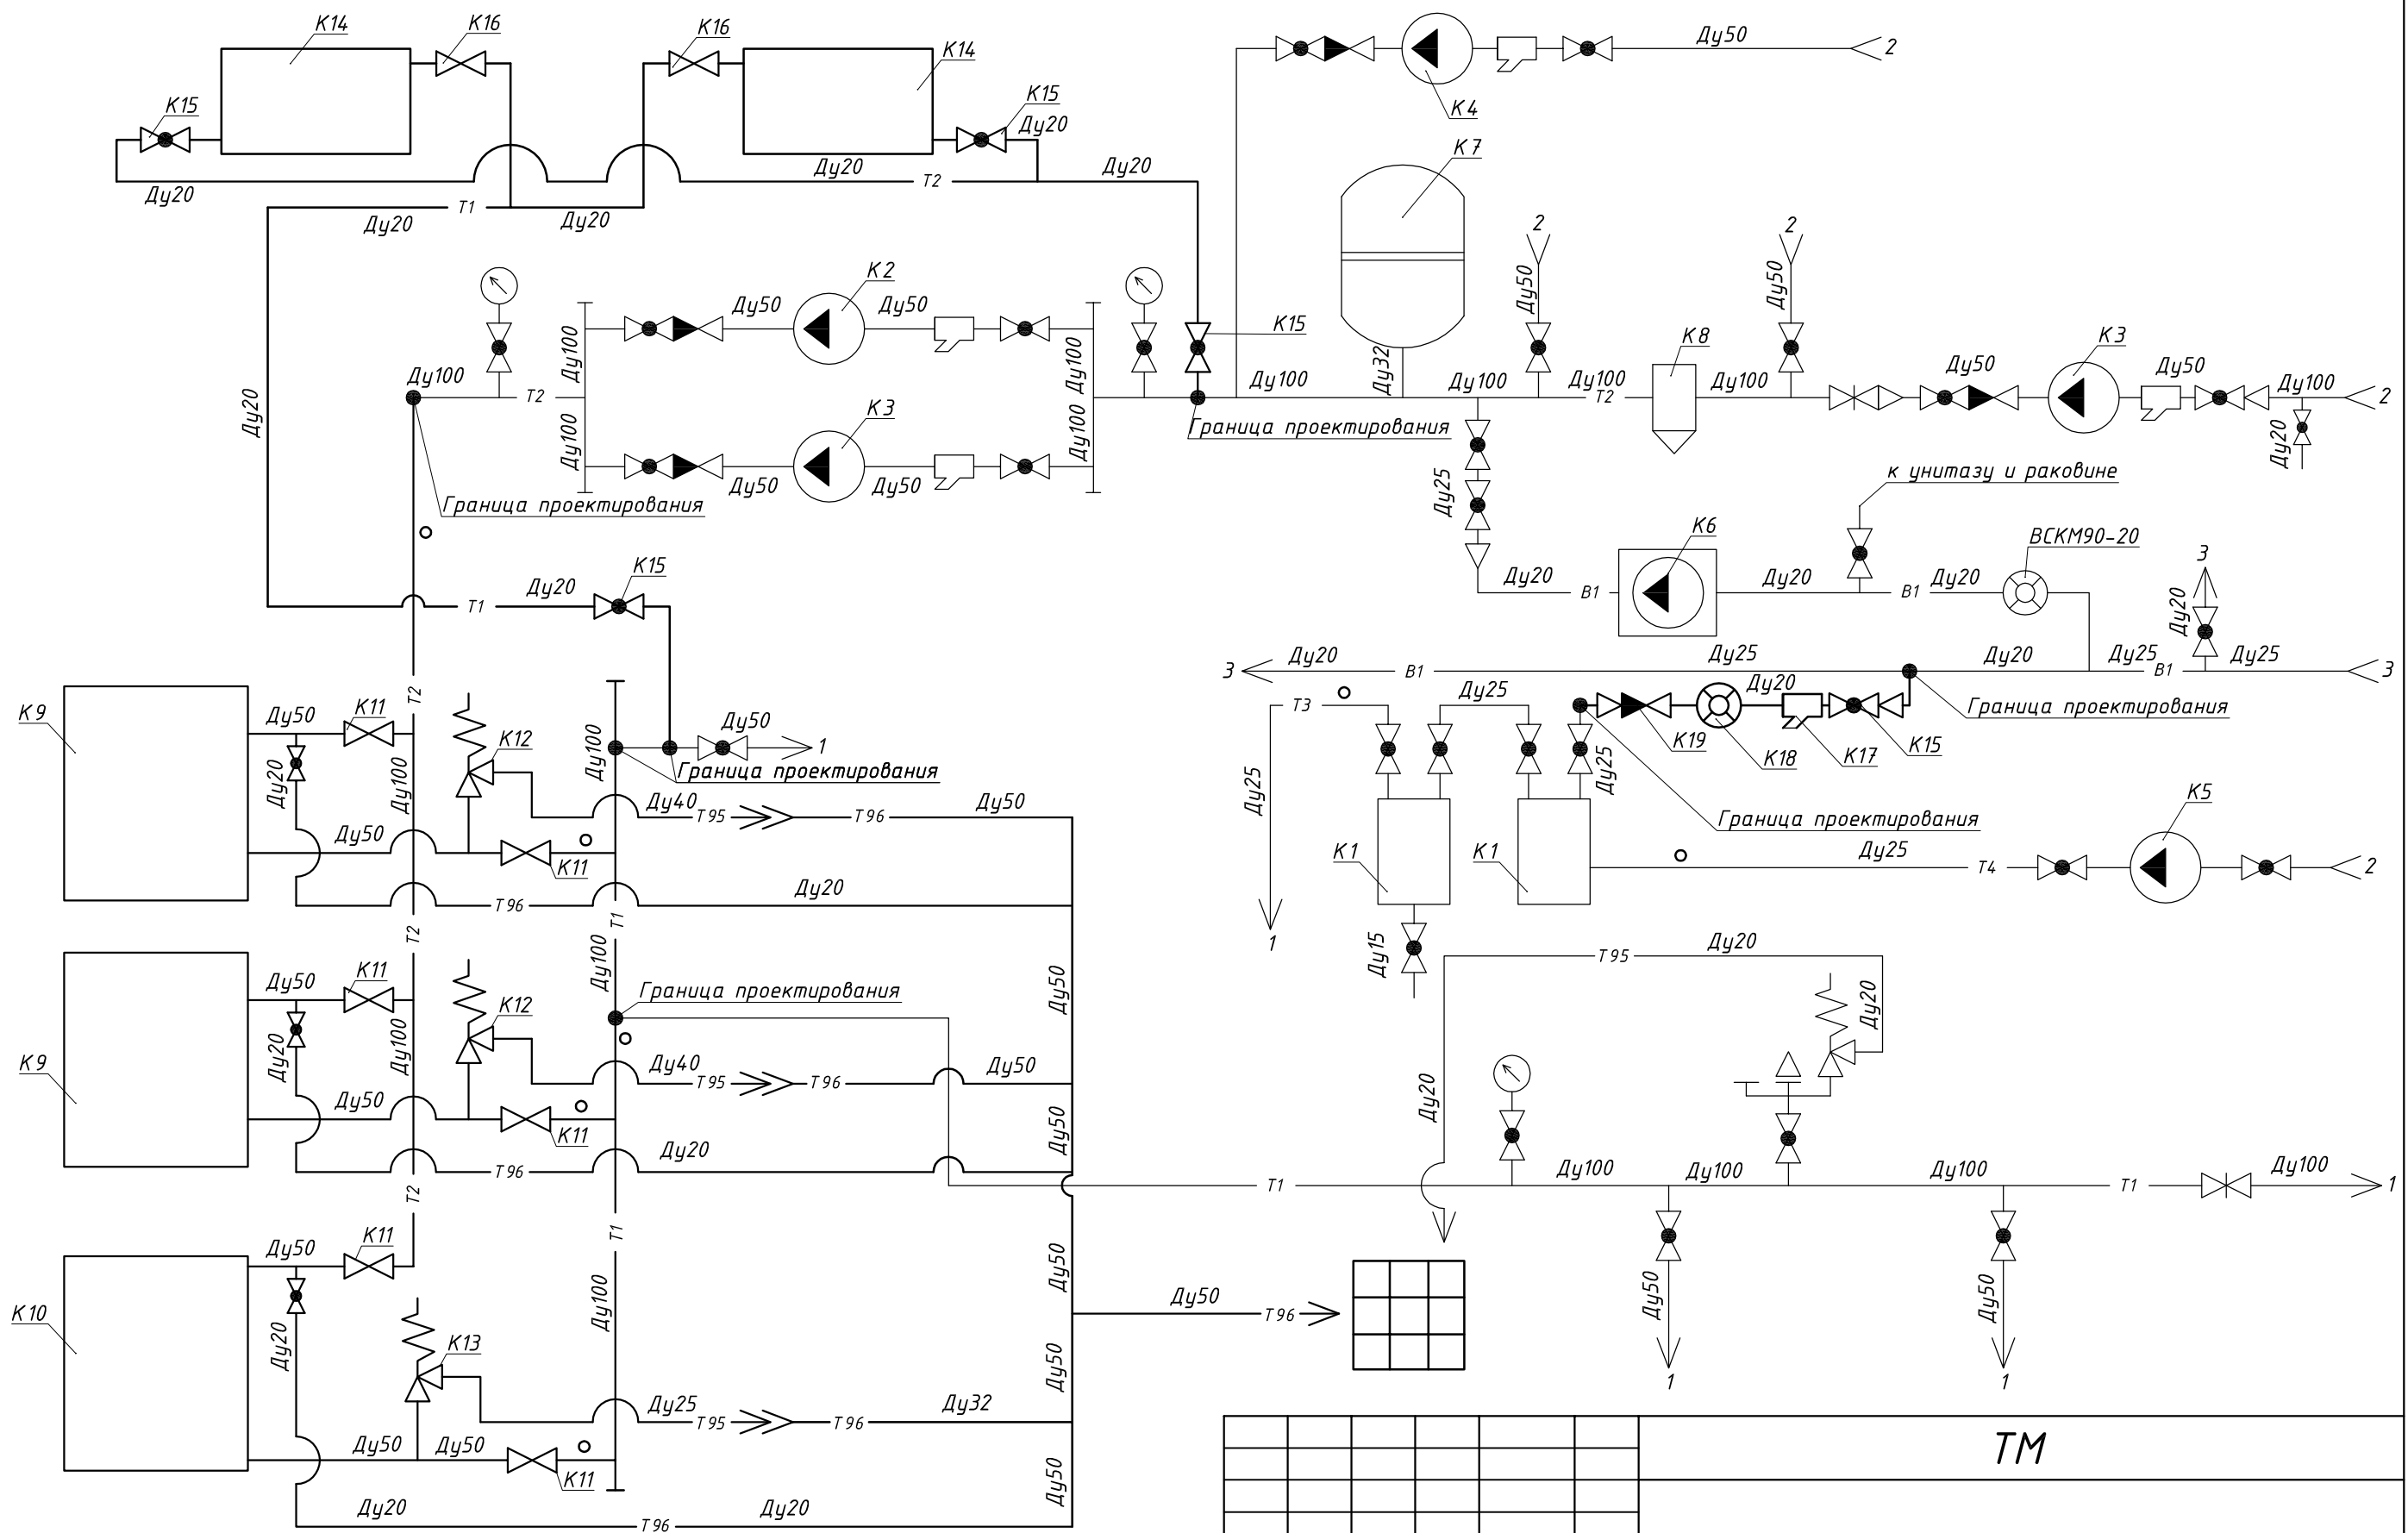 К14
К16
К16
К14
К15
К15
Ду20
Ду20
Ду20
Т2
Ду20
Т1
Ду20
Ду20
Ду20
К4
Ду50
2
К7
Ду32
2
Ду50
2
Ду50
К2
Ду50
Ду50
Ду100
Ду100
К15
К8
К3
Ду50
Ду50
Ду100
2
Ду20
Ду100
Т2
Ду100
Ду100
Ду100
Т2
Ду100
К3
Ду100
Ду100
Ду50
Ду50
Граница проектирования
Граница проектирования
Ду25
к унитазу и раковине
К6
ВСКМ90-20
Ду20
В1
Ду20
В1
Ду20
3
Ду20
К15
Ду20
Т1
3
Ду20
В1
Ду25
Ду20
Ду25
В1
Ду25
3
Т3
Ду25
Ду20
Граница проектирования
К19
К18
К17
К15
Ду25
Ду25
1
Граница проектирования
К1
К1
Ду15
К5
Ду25
Т4
2
К9
Ду50
К11
Т2
К12
Ду20
Ду100
Ду100
Ду50
1
Граница проектирования
Ду40
Т95
Т96
Ду50
Ду50
К11
Ду20
Т96
Т1
Т2
Ду100
Граница проектирования
К9
Ду50
К11
К12
Ду20
Ду100
Ду40
Т95
Т96
Ду50
Ду50
Ду50
К11
Ду50
Ду20
Т96
Т2
Т95
Ду20
Ду20
Ду20
Т1
Ду100
Ду100
Ду100
Т1
Ду100
1
Ду50
1
Ду50
1
К10
Ду50
К11
Т1
Ду20
К13
Ду100
Ду50
Ду50
Т96
Ду25
Т95
Т96
Ду32
Ду50
Ду50
Ду50
К11
Ду50
Ду20
Т96
Ду20
ТМ